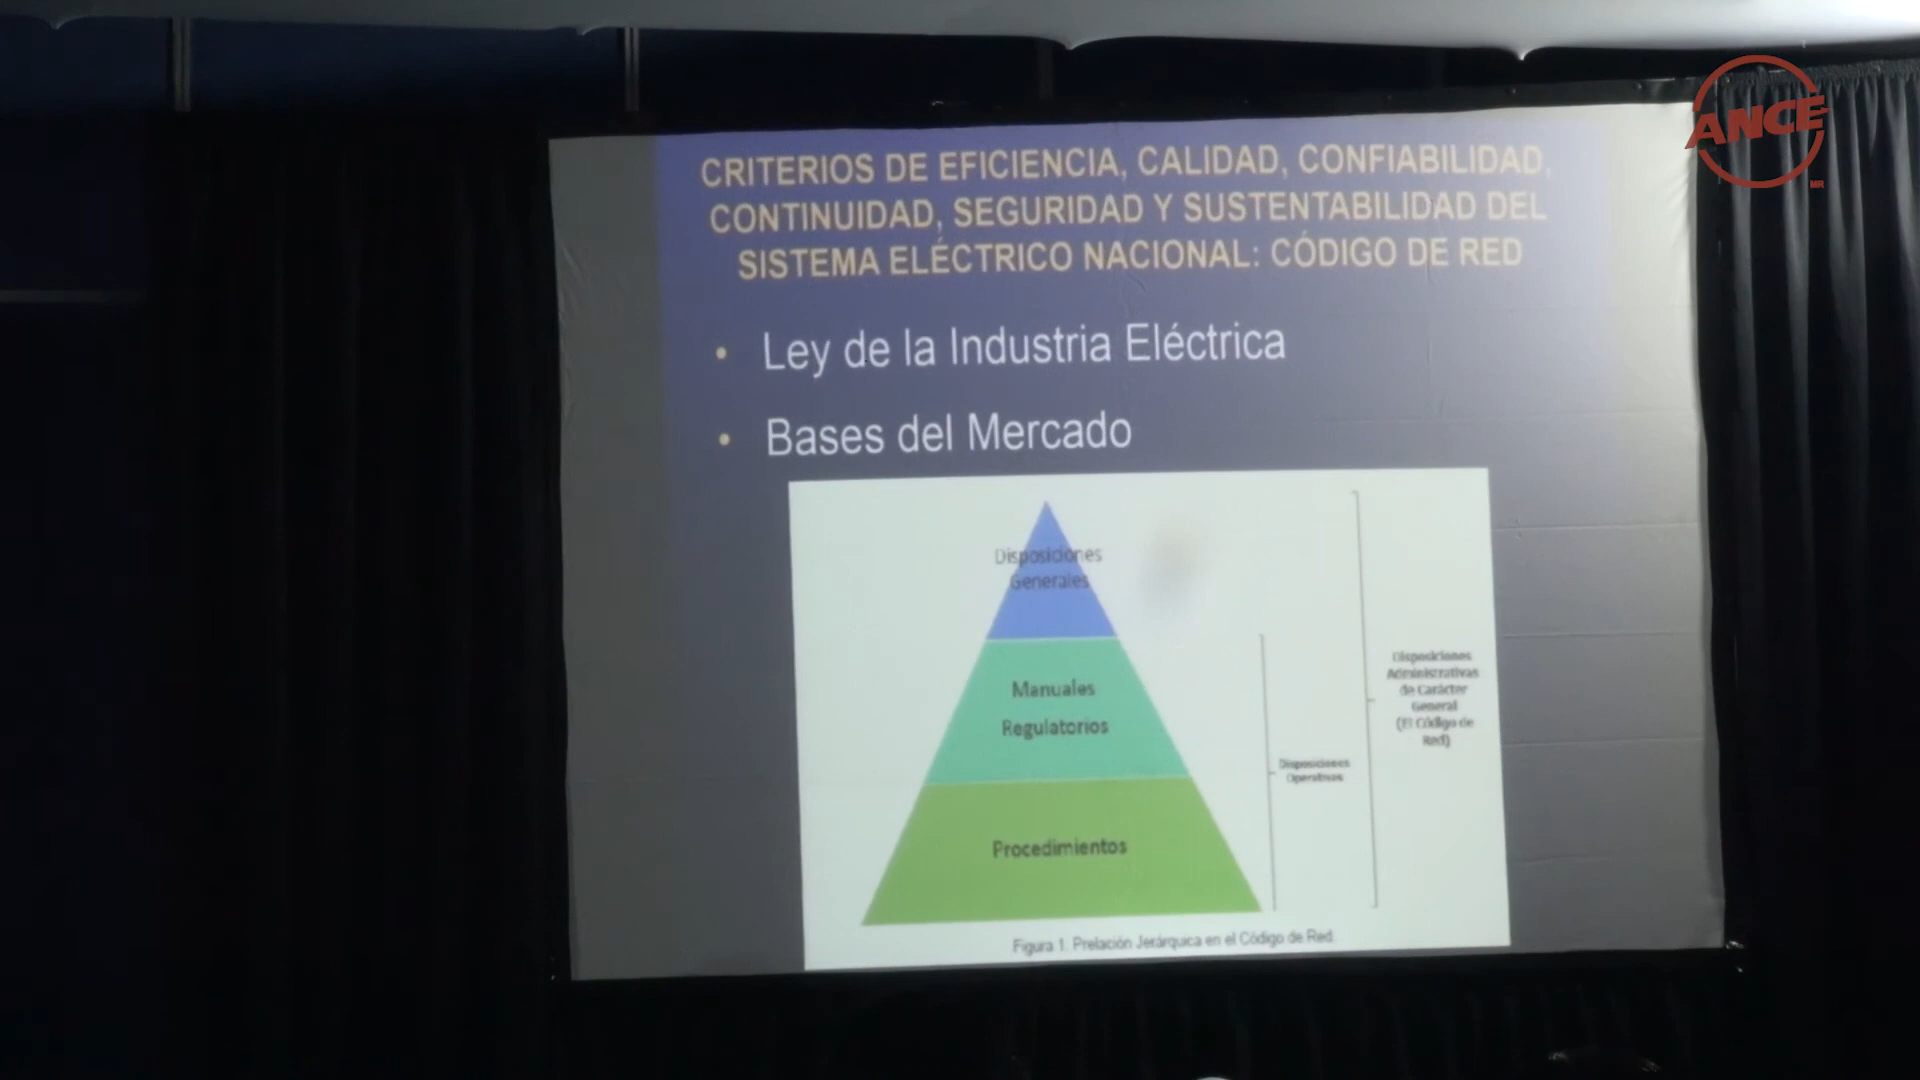 ANCE
MR
CRITERIOS DE EFICIENCIA, CALIDAD, CONFIABILIDAD,
CONTINUIDAD, SEGURIDAD Y SUSTENTABILIDAD DEL
SISTEMA ELÉCTRICO NACIONAL: CÓDIGO DE RED
• Ley de la Industria Eléctrica
• Bases del Mercado
Disposiciones
Generales
Manuales
Regulatorios
Procedimientos
Disposiciones
Operativas
Disposiciones
Administrativas
de Carácter
General
(El Código de
Red)
Figura 1. Prelación Jerárquica en el Código de Red.